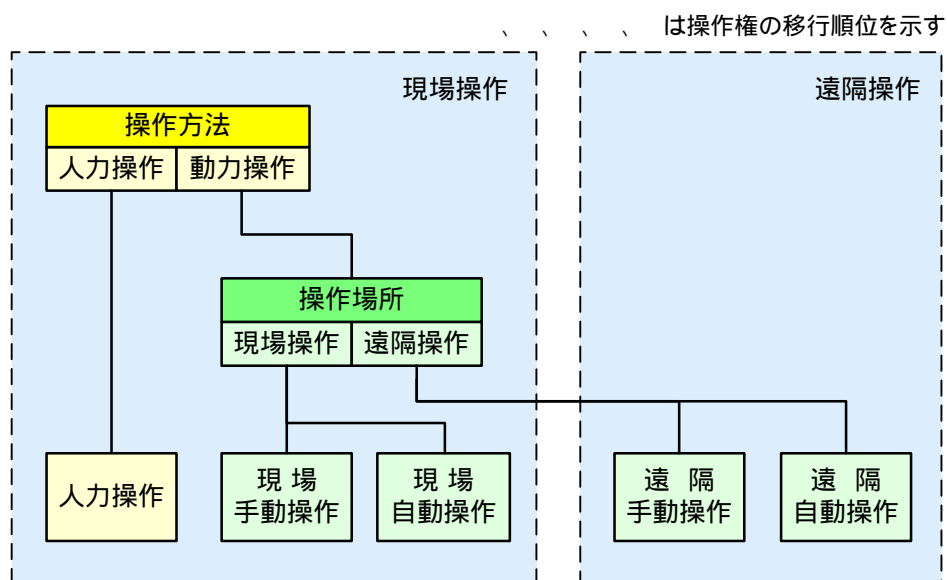 、 、 、 、 は操作権の移行順位を示す
現場操作
遠隔操作
操作方法
人力操作 動力操作
操作場所
現場操作 遠隔操作
人力操作
現 場
手動操作
現 場
自動操作
遠 隔
手動操作
遠 隔
自動操作